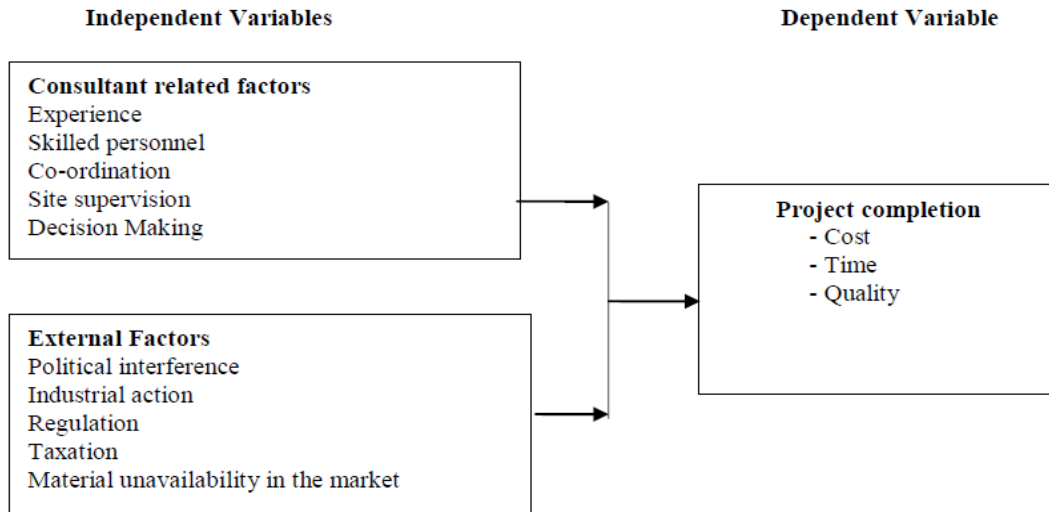 Independent Variables
Dependent Variable
Consultant related factors
Experience
Skilled personnel
Co-ordination
Site supervision
Decision Making
Project completion
- Cost
- Time
- Quality
External Factors
Political interference
Industrial action
Regulation
Taxation
Material unavailability in the market